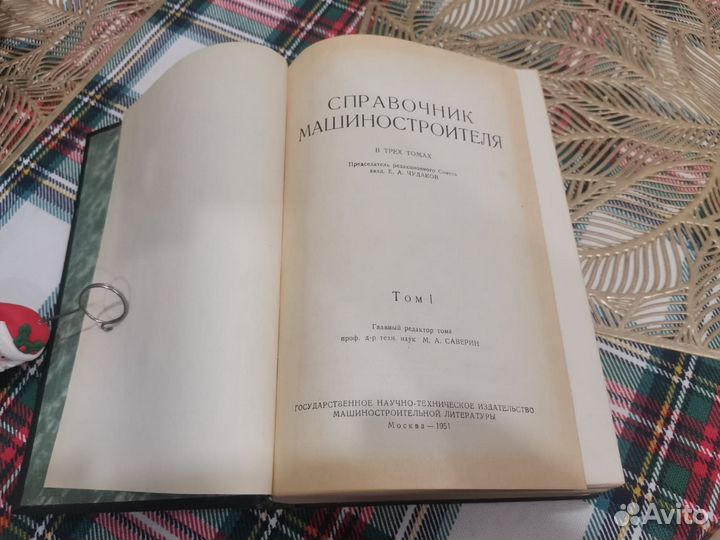 СПРАВОЧНИК
МАШИНОСТРОИТЕЛЯ
В ТРЕХ ТОМАХ
Председатель редакционного Совета
акад. Е. А. ЧУДАКОВ
Том I
Главный редактор тома
проф. д-р техн. наук М. А. САВЕРИН
ГОСУДАРСТВЕННОЕ НАУЧНО-ТЕХНИЧЕСКОЕ ИЗДАТЕЛЬСТВО
МАШИНОСТРОИТЕЛЬНОЙ ЛИТЕРАТУРЫ
Москва—1951
Avito